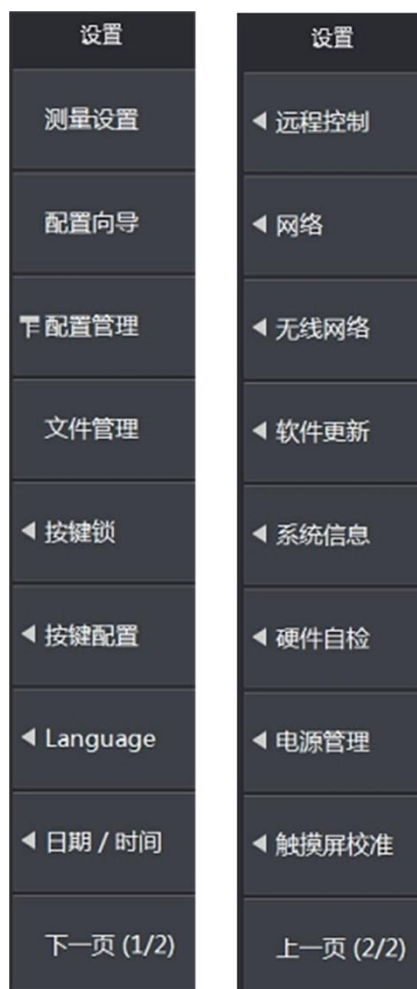 设置
测量设置
配置向导
配置管理
文件管理
按键锁
按键配置
Language
日期 / 时间
下一页 (1/2)
设置
远程控制
网络
无线网络
软件更新
系统信息
硬件自检
电源管理
触摸屏校准
上一页 (2/2)